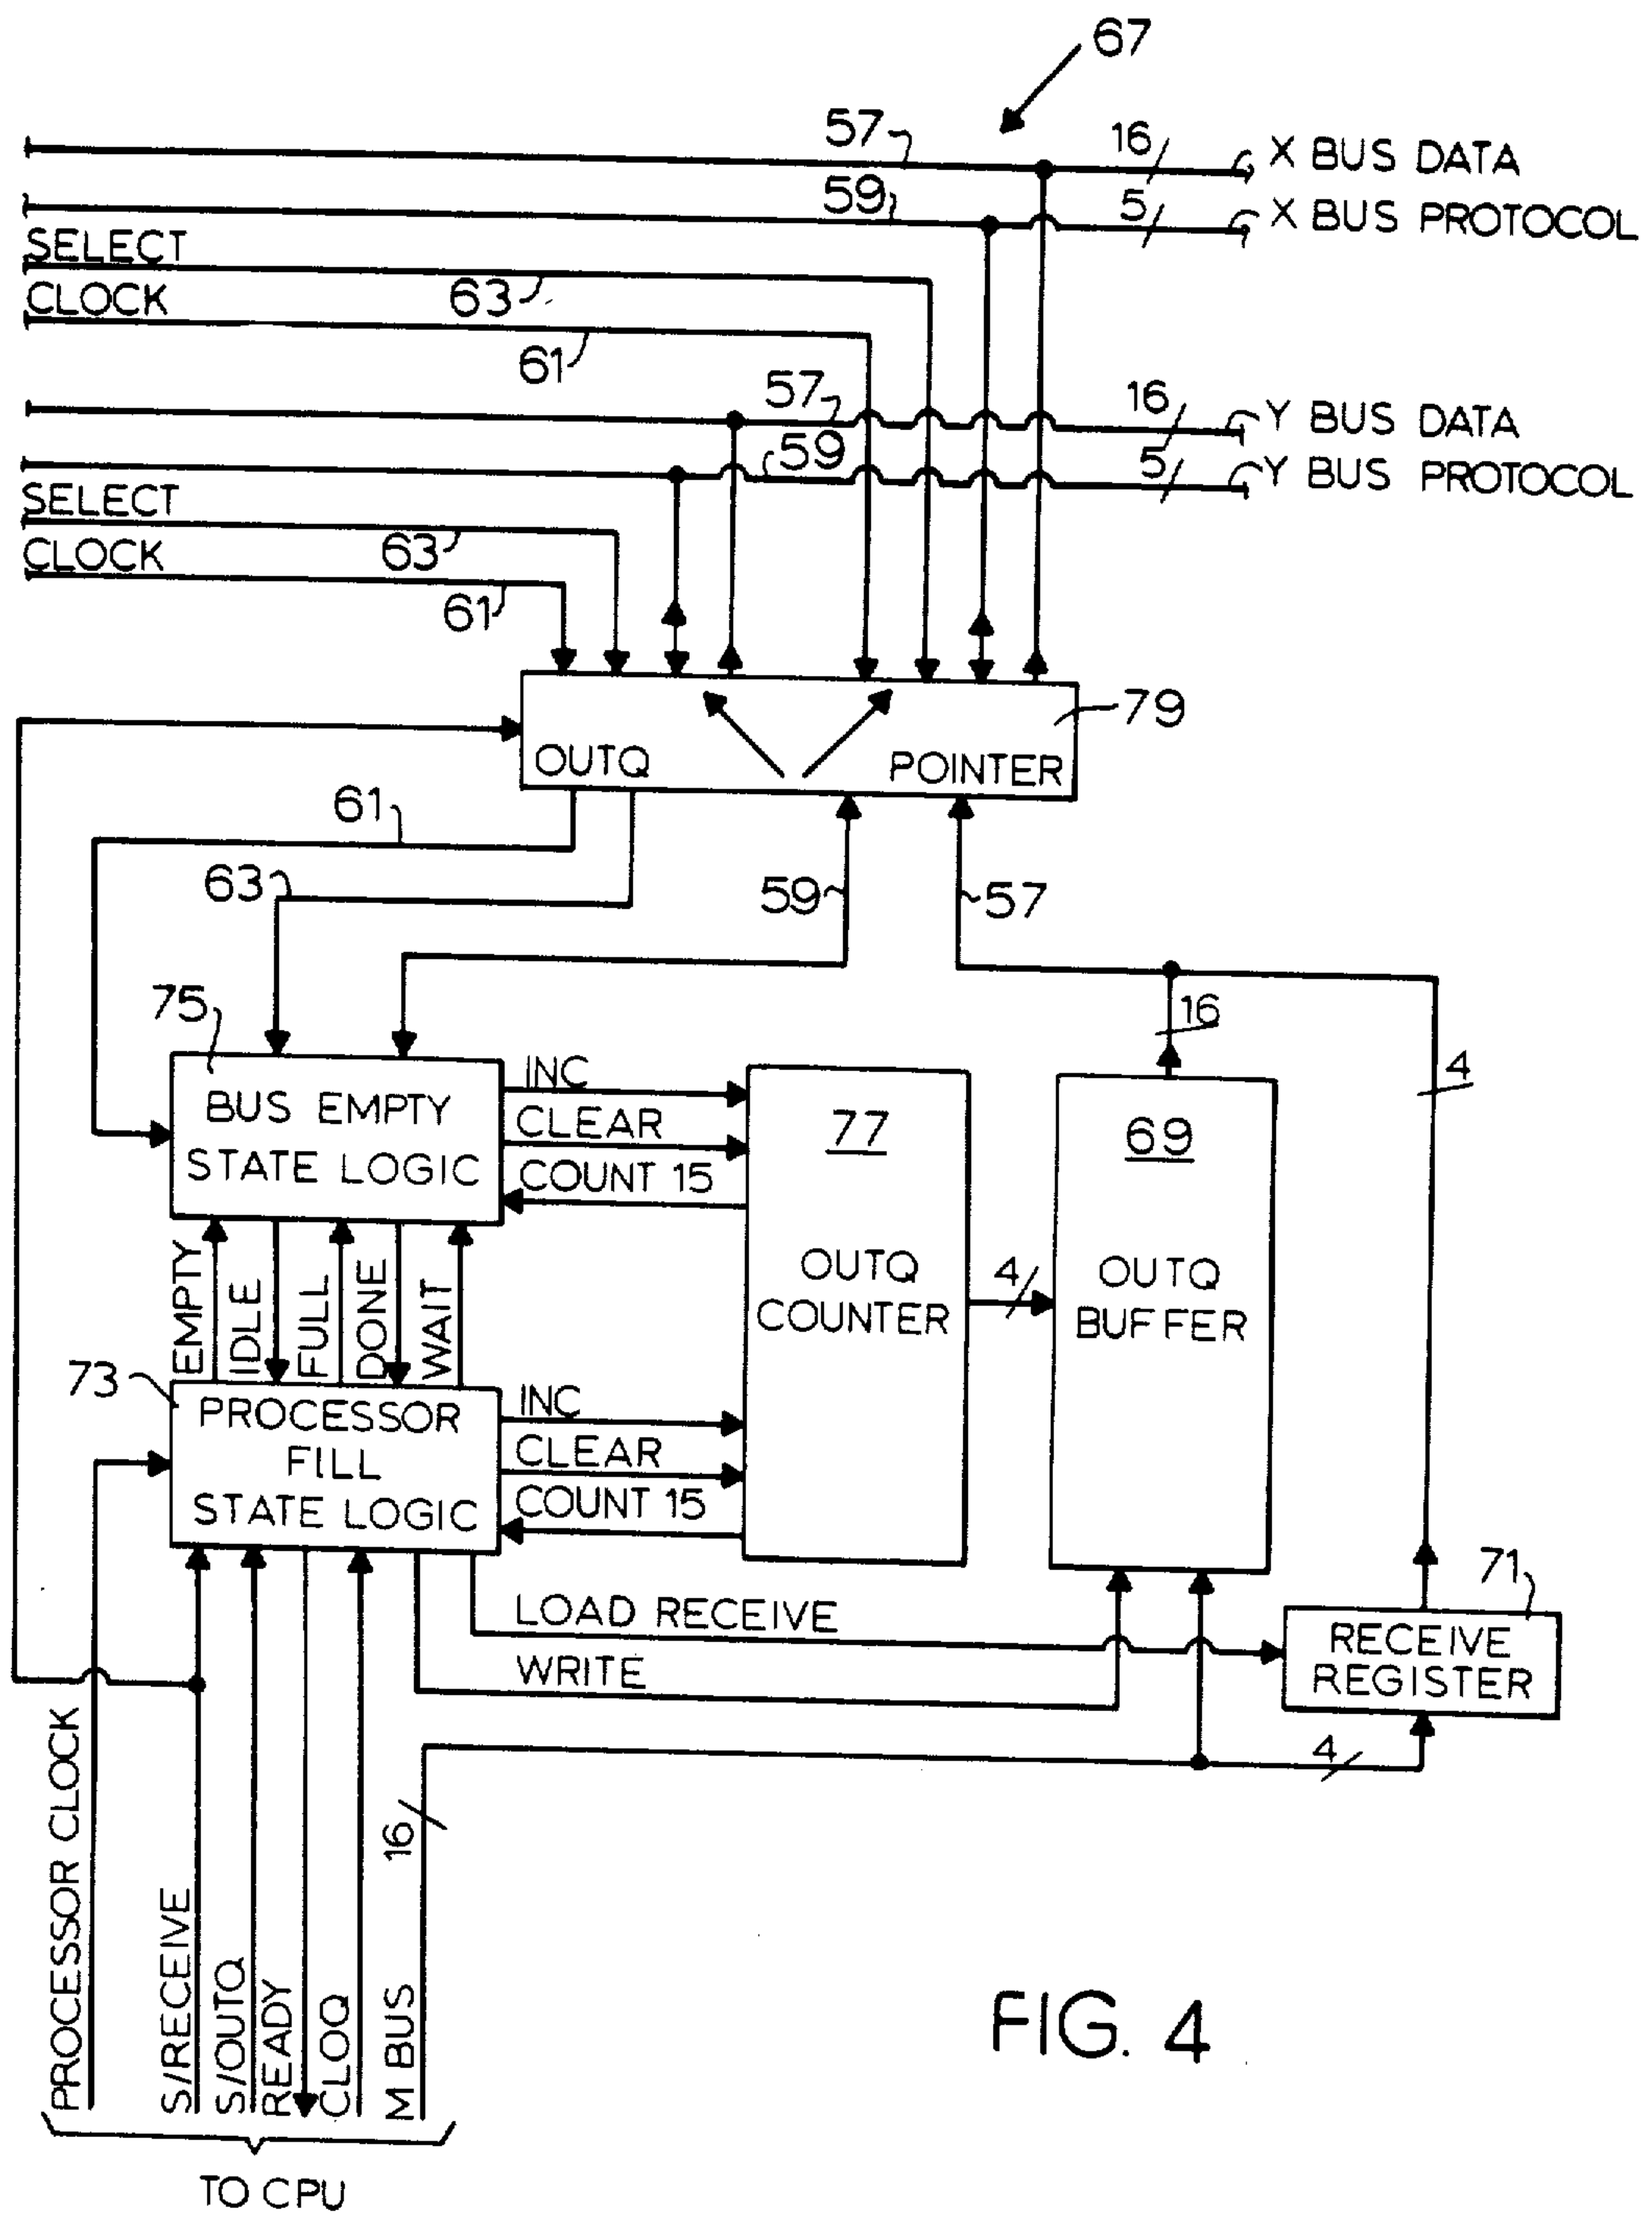 67
57
16
X BUS DATA
59
5
X BUS PROTOCOL
SELECT
63
CLOCK
61
57
16
Y BUS DATA
59
5
Y BUS PROTOCOL
SELECT
63
CLOCK
61
79
OUTQ
POINTER
61
63
59
57
75
16
4
BUS EMPTY
STATE LOGIC
INC
CLEAR
COUNT 15
77
OUTQ
COUNTER
4
69
OUTQ
BUFFER
EMPTY
IDLE
FULL
DONE
WAIT
73
PROCESSOR
FILL
STATE LOGIC
INC
CLEAR
COUNT 15
LOAD RECEIVE
WRITE
71
RECEIVE
REGISTER
4
16
PROCESSOR CLOCK
S/RECEIVE
S/OUTQ
READY
CLOQ
M BUS
TO CPU
FIG. 4